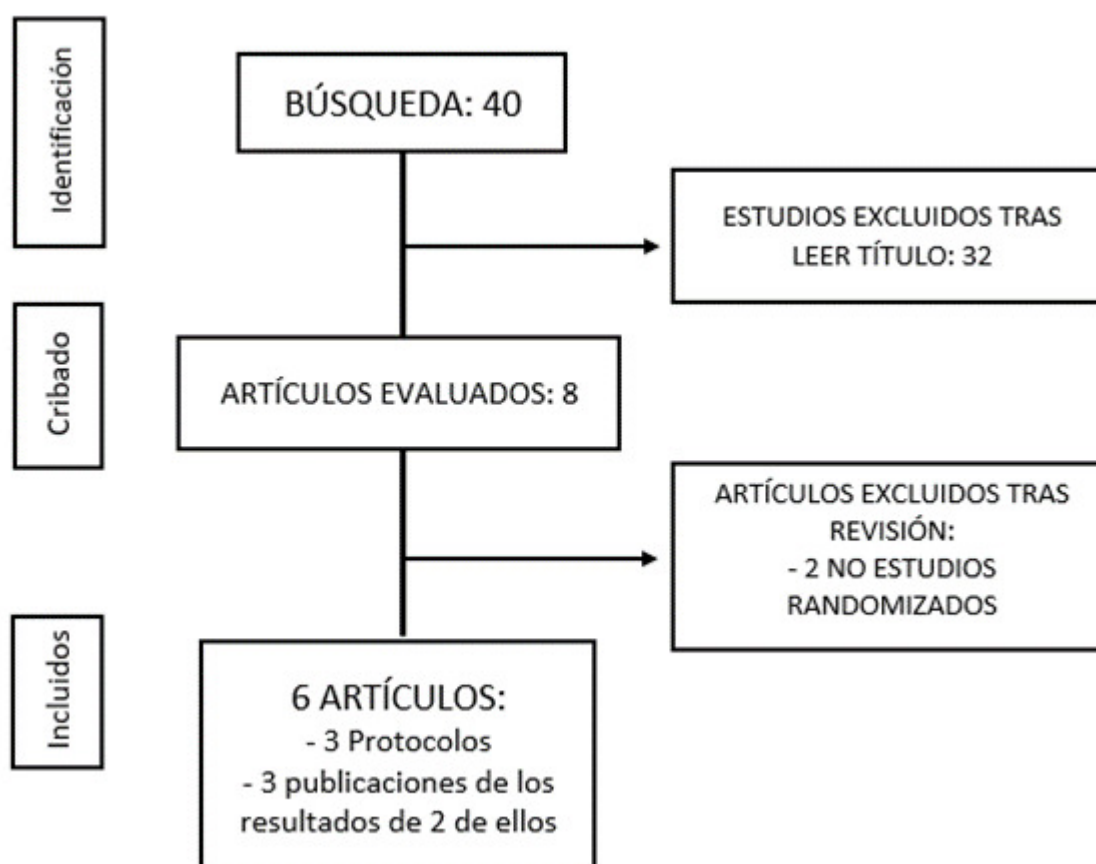 Identificación
BÚSQUEDA: 40
ESTUDIOS EXCLUIDOS TRAS
LEER TÍTULO: 32
Cribado
ARTÍCULOS EVALUADOS: 8
ARTÍCULOS EXCLUIDOS TRAS
REVISIÓN:
- 2 NO ESTUDIOS
RANDOMIZADOS
Incluidos
6 ARTÍCULOS:
- 3 Protocolos
- 3 publicaciones de los
resultados de 2 de ellos